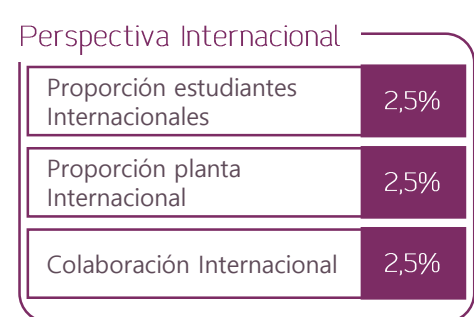 Perspectiva Internacional
Proporción estudiantes
Internacionales
2,5%
Proporción planta
Internacional
2,5%
Colaboración Internacional
2,5%